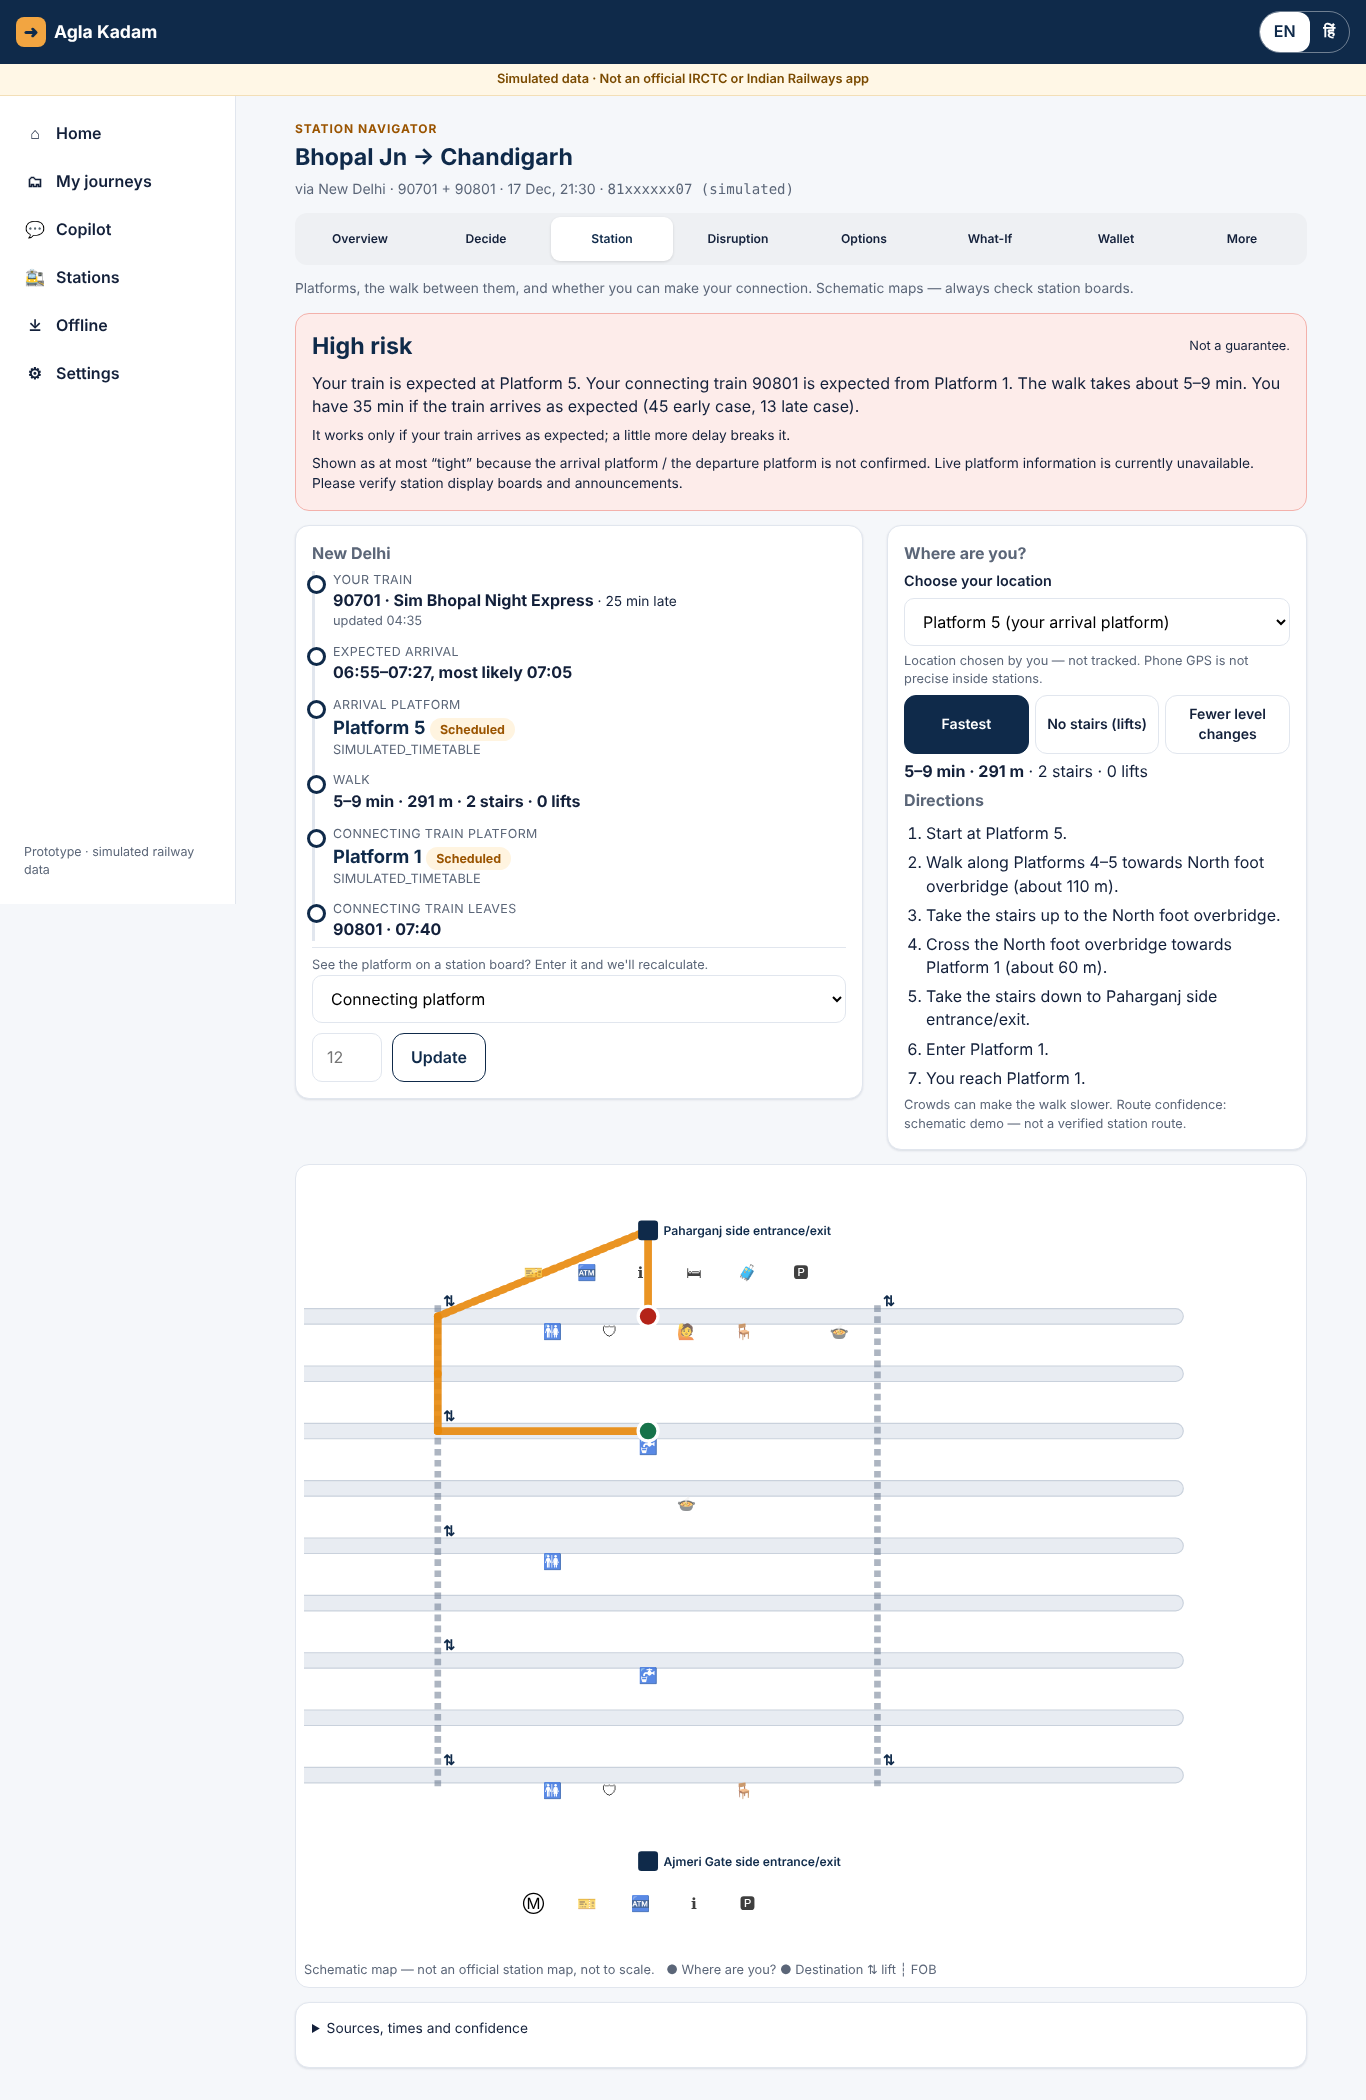 ➜ Agla Kadam
EN हिं
Simulated data · Not an official IRCTC or Indian Railways app
Home
My journeys
Copilot
Stations
Offline
Settings
Prototype · simulated railway
data
STATION NAVIGATOR
Bhopal Jn → Chandigarh
via New Delhi · 90701 + 90801 · 17 Dec, 21:30 · 81xxxxxx07 (simulated)
Overview Decide Station Disruption Options What-If Wallet More
Platforms, the walk between them, and whether you can make your connection. Schematic maps — always check station boards.
High risk
Not a guarantee.
Your train is expected at Platform 5. Your connecting train 90801 is expected from Platform 1. The walk takes about 5–9 min. You
have 35 min if the train arrives as expected (45 early case, 13 late case).
It works only if your train arrives as expected; a little more delay breaks it.
Shown as at most “tight” because the arrival platform / the departure platform is not confirmed. Live platform information is currently unavailable.
Please verify station display boards and announcements.
New Delhi
YOUR TRAIN
90701 · Sim Bhopal Night Express · 25 min late
updated 04:35
EXPECTED ARRIVAL
06:55–07:27, most likely 07:05
ARRIVAL PLATFORM
Platform 5 Scheduled
SIMULATED_TIMETABLE
WALK
5–9 min · 291 m · 2 stairs · 0 lifts
CONNECTING TRAIN PLATFORM
Platform 1 Scheduled
SIMULATED_TIMETABLE
CONNECTING TRAIN LEAVES
90801 · 07:40
See the platform on a station board? Enter it and we'll recalculate.
Connecting platform
12 Update
Where are you?
Choose your location
Platform 5 (your arrival platform)
Location chosen by you — not tracked. Phone GPS is not
precise inside stations.
Fastest
No stairs (lifts)
Fewer level
changes
5–9 min · 291 m · 2 stairs · 0 lifts
Directions
1. Start at Platform 5.
2. Walk along Platforms 4–5 towards North foot
overbridge (about 110 m).
3. Take the stairs up to the North foot overbridge.
4. Cross the North foot overbridge towards
Platform 1 (about 60 m).
5. Take the stairs down to Paharganj side
entrance/exit.
6. Enter Platform 1.
7. You reach Platform 1.
Crowds can make the walk slower. Route confidence:
schematic demo — not a verified station route.
Paharganj side entrance/exit
ATM i P
Ajmeri Gate side entrance/exit
M ATM i P
Schematic map — not an official station map, not to scale. ● Where are you? ● Destination ⇅ lift ┆ FOB
▶ Sources, times and confidence